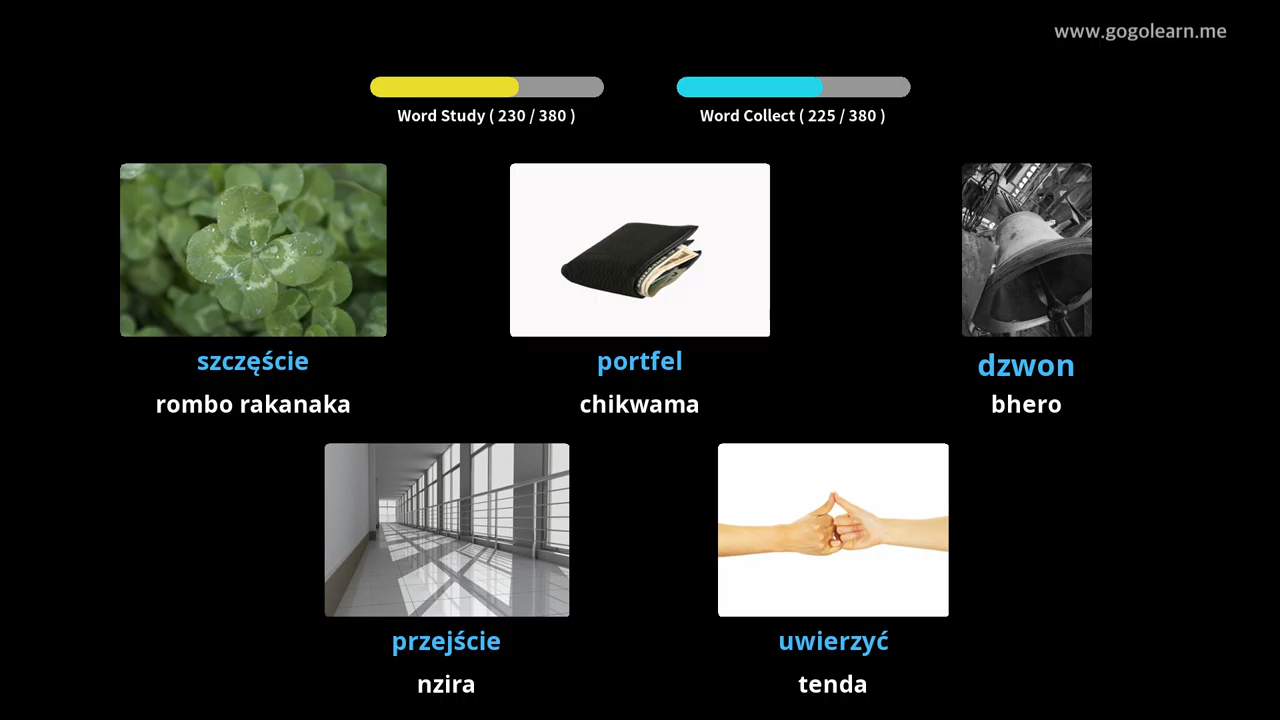 www.gogolearn.me
Word Study ( 230 / 380 )
Word Collect ( 225 / 380 )
szczęście
rombo rakanaka
portfel
chikwama
dzwon
bhero
przejście
nzira
uwierzyć
tenda